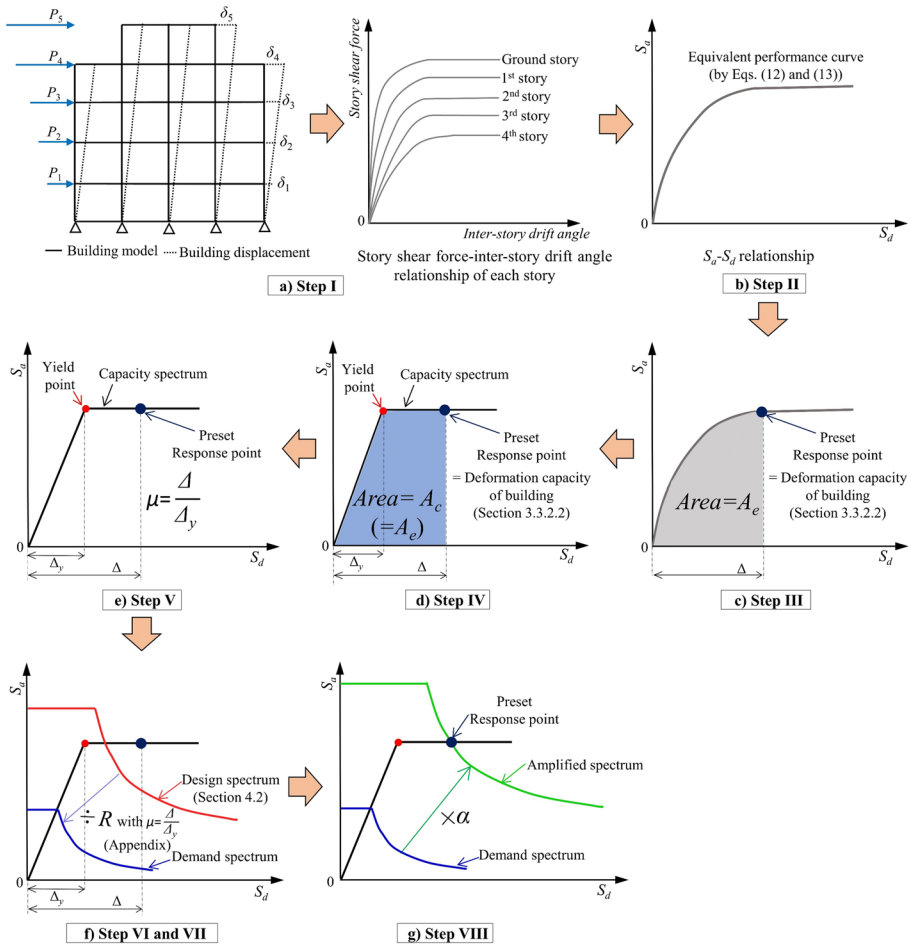 P5
P4
P3
P2
P1
δ5
δ4
δ3
δ2
δ1
Building model
Building displacement
a) Step I
Story shear force
Ground story
1st story
2nd story
3rd story
4th story
0
Inter-story drift angle
Story shear force-inter-story drift angle
relationship of each story
Sa
Equivalent performance curve
(by Eqs. (12) and (13))
0
Sd
Sa-Sd relationship
b) Step II
Sa
Yield
point
Capacity spectrum
Preset
Response point
μ=Δ/Δy
0
Sd
Δy
Δ
e) Step V
Sa
Yield
point
Capacity spectrum
Preset
Response point
= Deformation capacity
of building
(Section 3.3.2.2)
Area= Ac
(=Ae)
0
Sd
Δy
Δ
d) Step IV
Sa
Preset
Response point
= Deformation capacity
of building
(Section 3.3.2.2)
Area=Ae
0
Sd
Δ
c) Step III
Sa
Design spectrum
(Section 4.2)
÷R with μ=Δ/Δy
(Appendix)
Demand spectrum
0
Sd
Δy
Δ
f) Step VI and VII
Sa
Preset
Response point
Amplified spectrum
×α
Demand spectrum
0
Sd
g) Step VIII